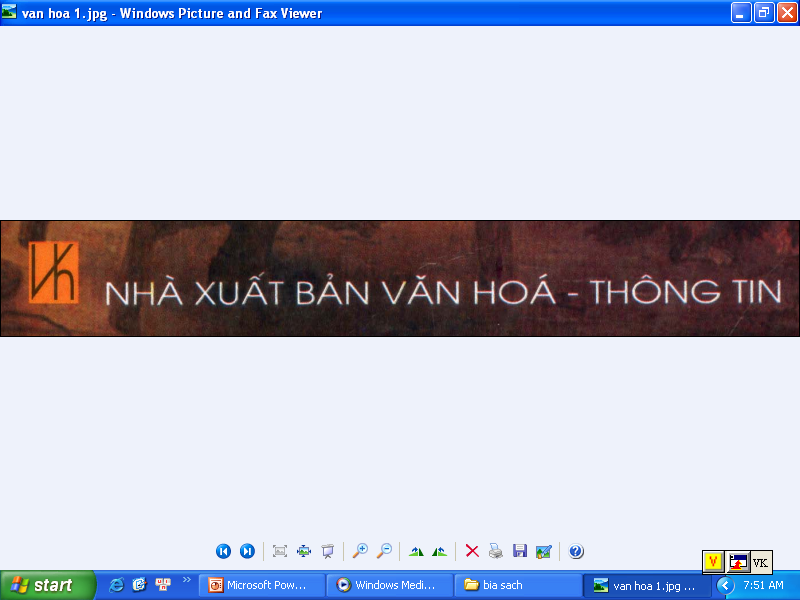 van hoa 1.jpg - Windows Picture and Fax Viewer
Vh
NHÀ XUẤT BẢN VĂN HOÁ - THÔNG TIN
V
VK
start
Microsoft Pow...
Windows Medi...
bia sach
van hoa 1.jpg ...
7:51 AM